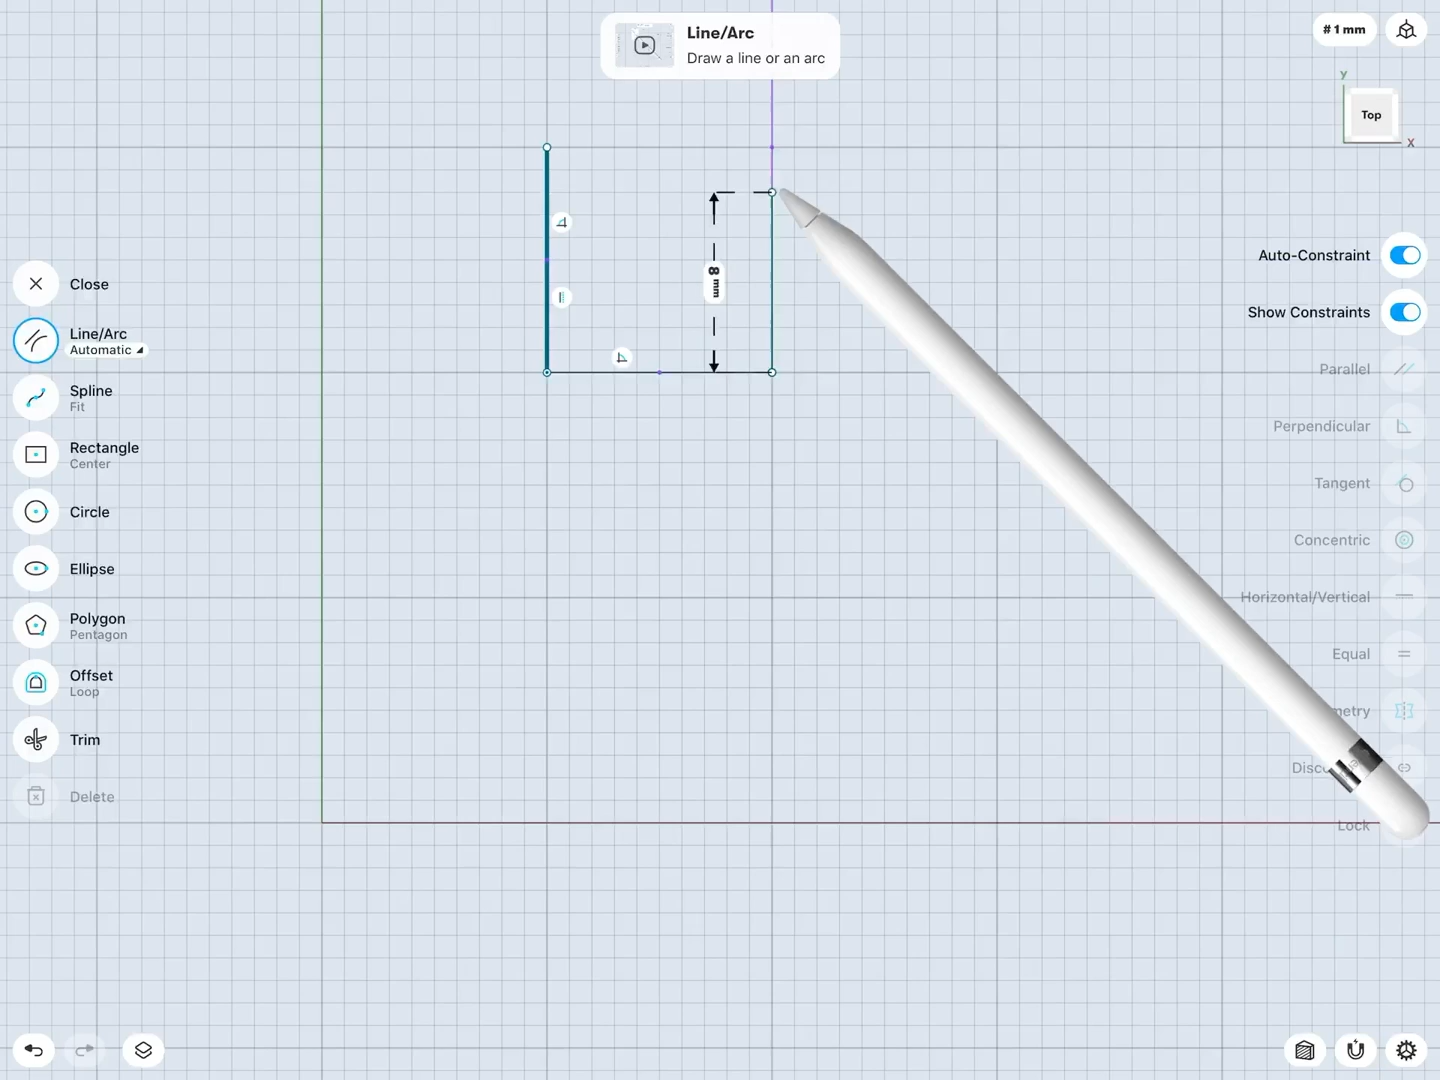 Line/Arc
Draw a line or an arc
# 1 mm
y
Top
X
8 mm
Close
Line/Arc
Automatic
Spline
Fit
Rectangle
Center
Circle
Ellipse
Polygon
Pentagon
Offset
Loop
Trim
Delete
Auto-Constraint
Show Constraints
Parallel
Perpendicular
Tangent
Concentric
Horizontal/Vertical
Equal
metry
Disco
Lock